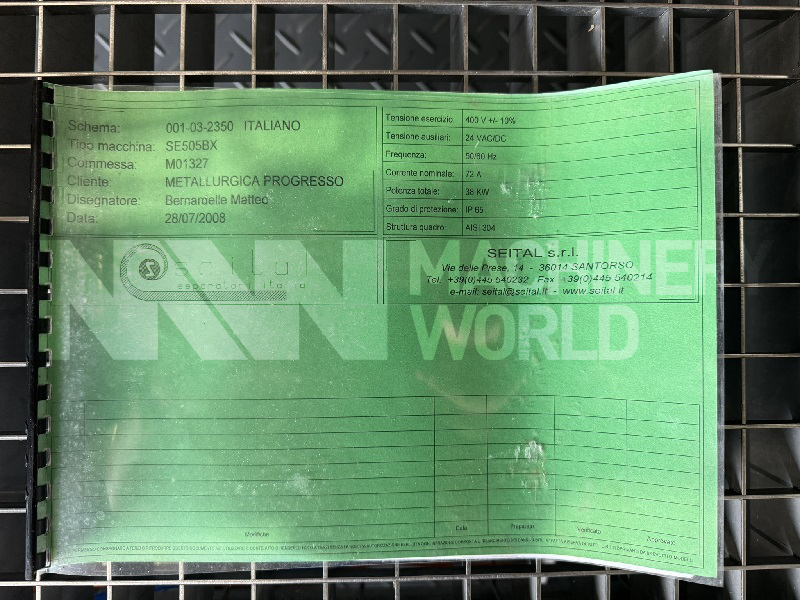 Schema: 001-03-2350 ITALIANO
Tipo macchina: SE505BX
Commessa: M01327
Cliente: METALLURGICA PROGRESSO
Disegnatore: Bernardelle Matteo
Data: 28/07/2008
Tensione esercizio: 400 V +/- 10%
Tensione ausiliari: 24 VAC/DC
Frequenza: 50/60 Hz
Corrente nominale: 72 A
Potenza totale: 38 KW
Grado di protezione: IP 65
Struttura quadro: AISI 304
seital
separatori italia
SEITAL s.r.l.
Via delle Prese, 14 - 36014 SANTORSO
Tel. +39(0)445 540232 Fax +39(0)445 540214
e-mail: seital@seital.it - www.seital.it
MACHINERY
WORLD
Modifiche Data Preparato Verificato Approvato